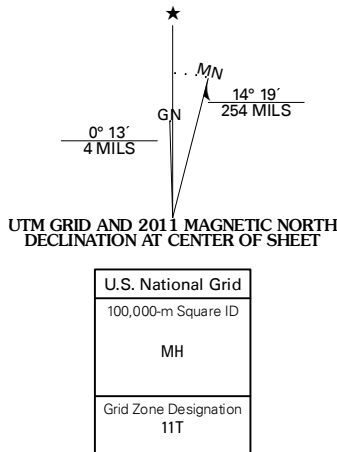 MN
14° 19´
254 MILS
GN
0° 13´
4 MILS
UTM GRID AND 2011 MAGNETIC NORTH
DECLINATION AT CENTER OF SHEET
U.S. National Grid
100,000-m Square ID
MH
Grid Zone Designation
11T